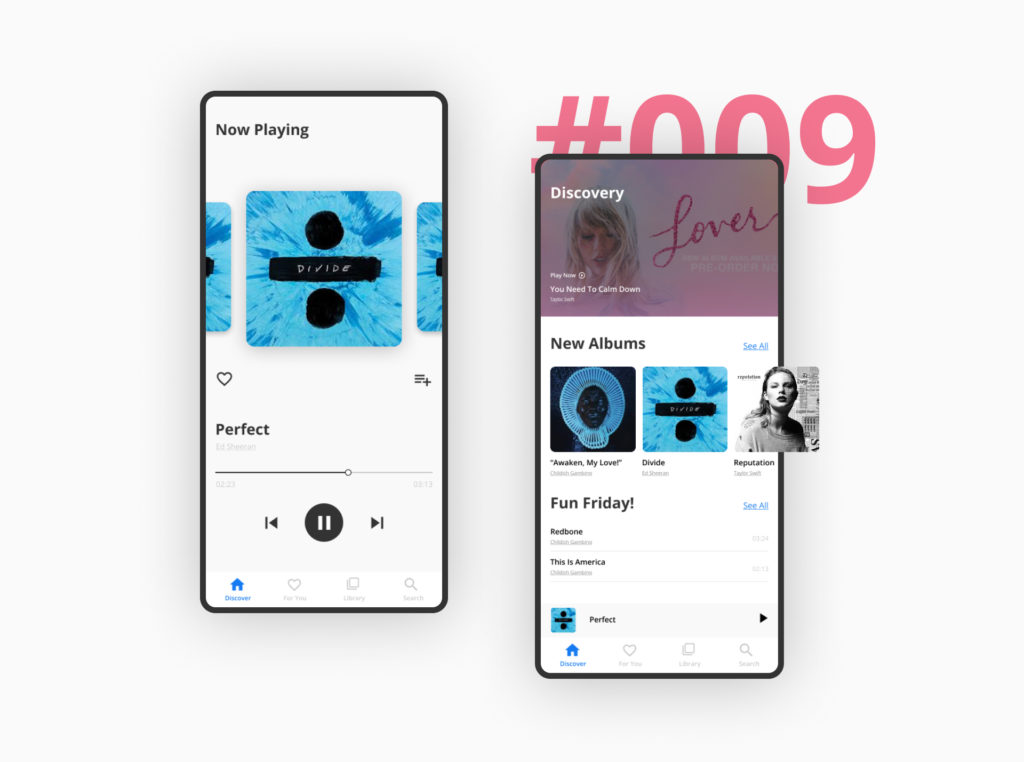 #009
Now Playing
DIVIDE
Perfect
Ed Sheeran
02:23
03:13
Discover
For You
Library
Search
Discovery
Lover
NEW ALBUM AVAILABLE
PRE-ORDER NO
Play Now
You Need To Calm Down
Taylor Swift
New Albums
See All
DIVIDE
reputation
"Awaken, My Love!"
Divide
Reputation
Childish Gambino
Ed Sheeran
Taylor Swift
Fun Friday!
See All
Redbone
Childish Gambino
03:24
This Is America
Childish Gambino
02:13
Perfect
Discover
For You
Library
Search